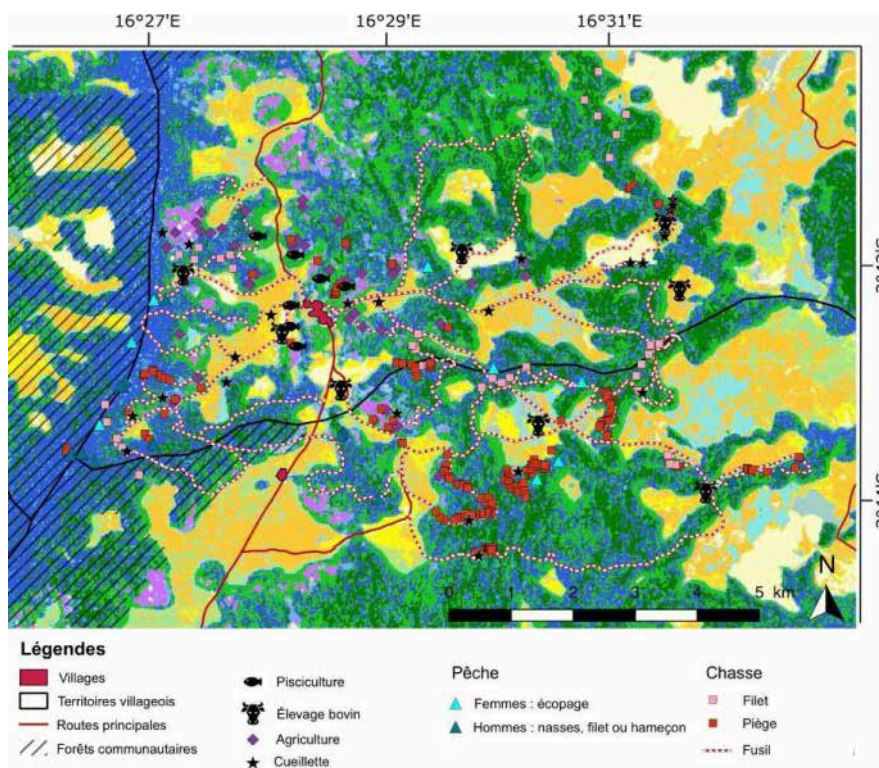 16°27'E 16°29'E 16°31'E
N
0 1 2 3 4 5 km
Légendes
Villages
Territoires villageois
Routes principales
Forêts communautaires
Pisciculture
Élevage bovin
Agriculture
Cueillette
Pêche
Femmes : écopage
Hommes : nasses, filet ou hameçon
Chasse
Filet
Piège
Fusil